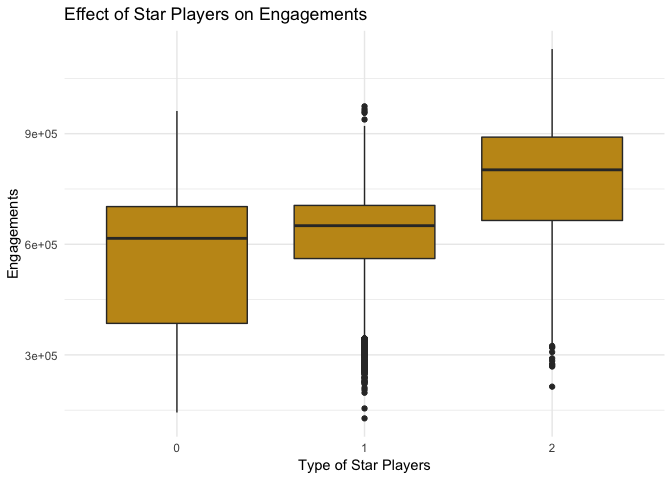 Effect of Star Players on Engagements
9e+05
6e+05
3e+05
Engagements
0 1 2
Type of Star Players